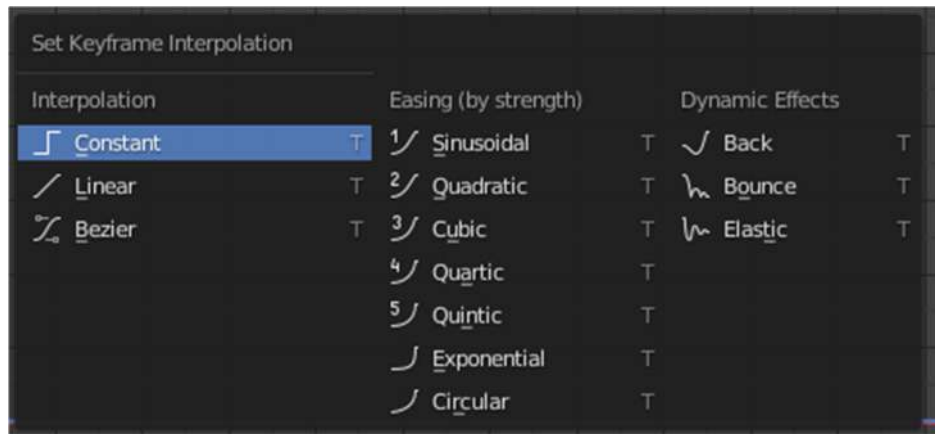 Set Keyframe Interpolation
Interpolation Easing (by strength) Dynamic Effects
Constant T 1 Sinusoidal T Back T
Linear T 2 Quadratic T Bounce T
Bezier T 3 Cubic T Elastic T
4 Quartic T
5 Quintic T
Exponential T
Circular T